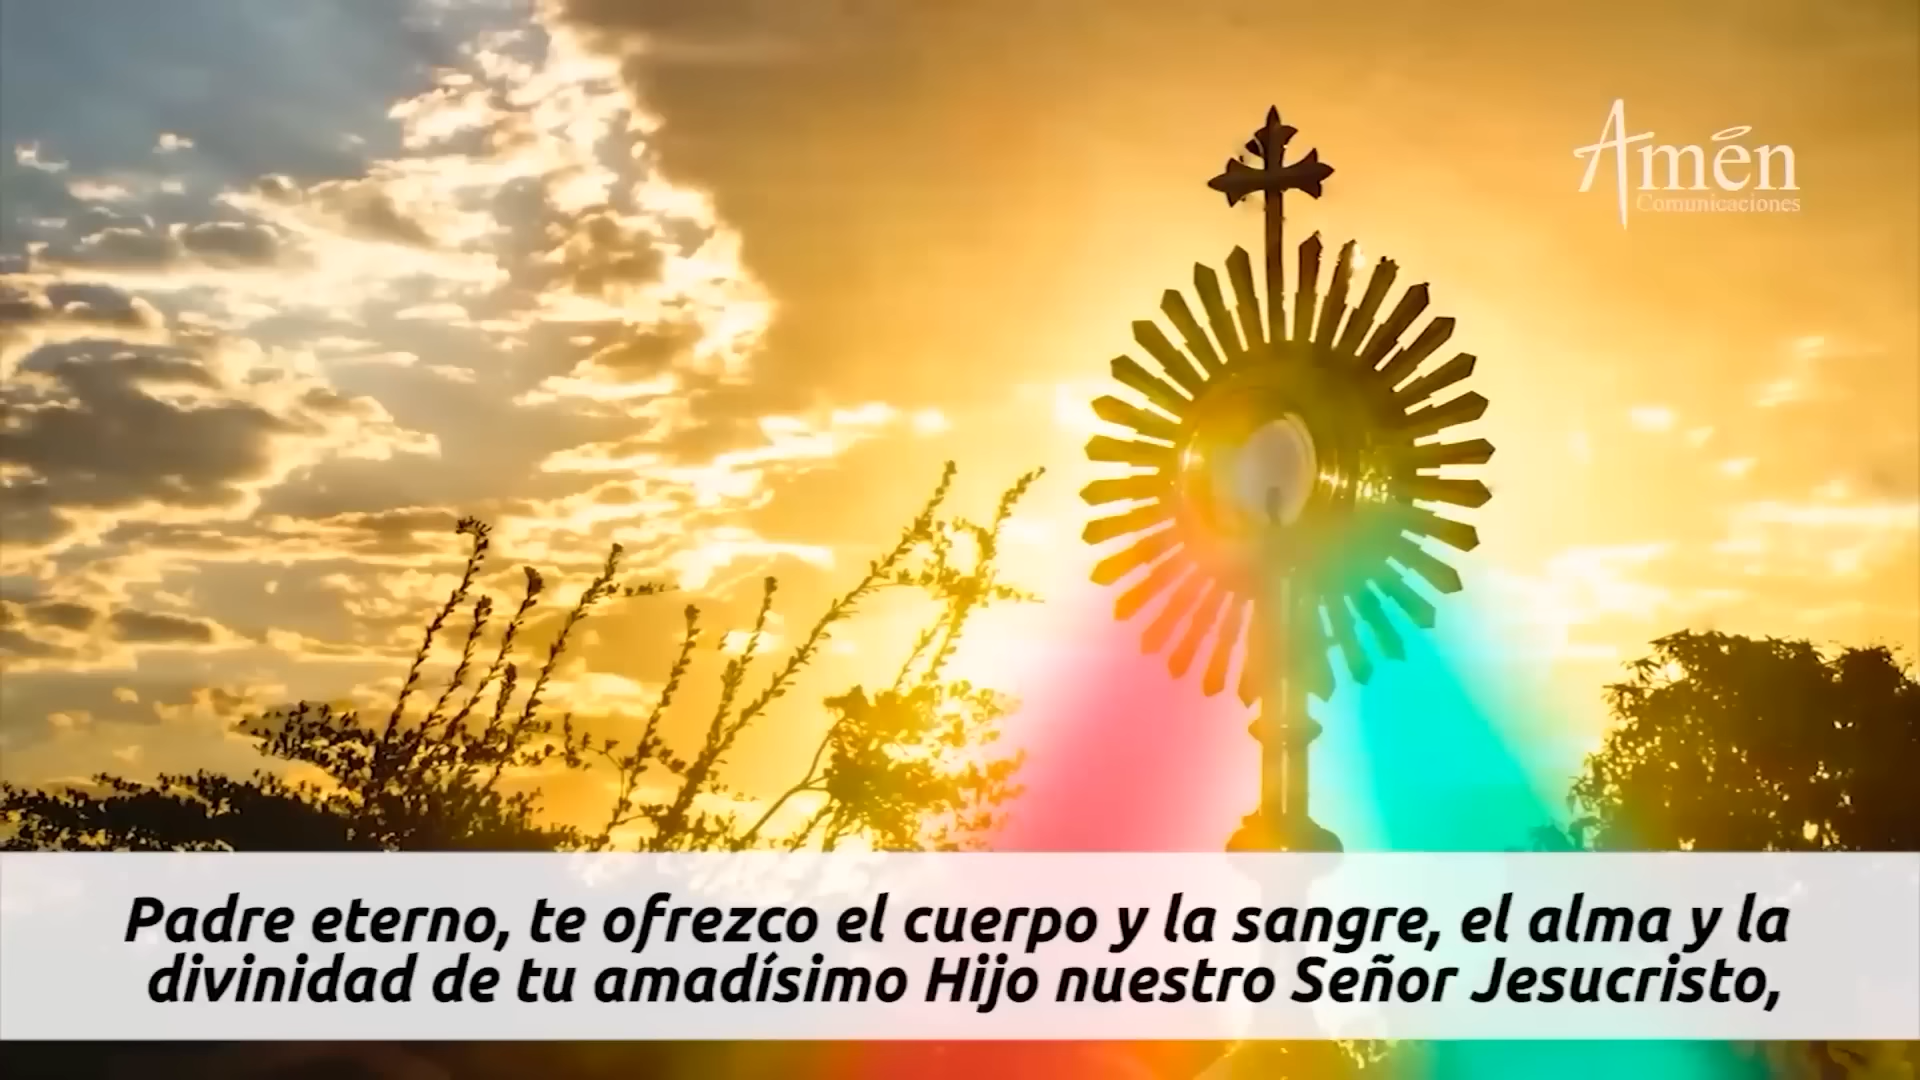 Amén
Comunicaciones
Padre eterno, te ofrezco el cuerpo y la sangre, el alma y la
divinidad de tu amadísimo Hijo nuestro Señor Jesucristo,